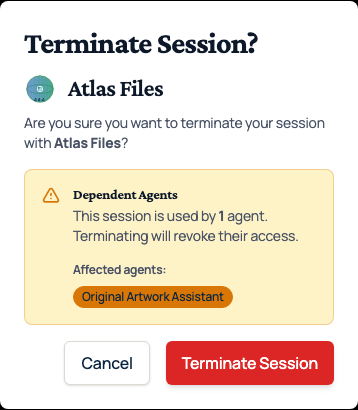 Terminate Session?
Atlas Files
Are you sure you want to terminate your session
with Atlas Files?
Dependent Agents
This session is used by 1 agent.
Terminating will revoke their access.
Affected agents:
Original Artwork Assistant
Cancel
Terminate Session